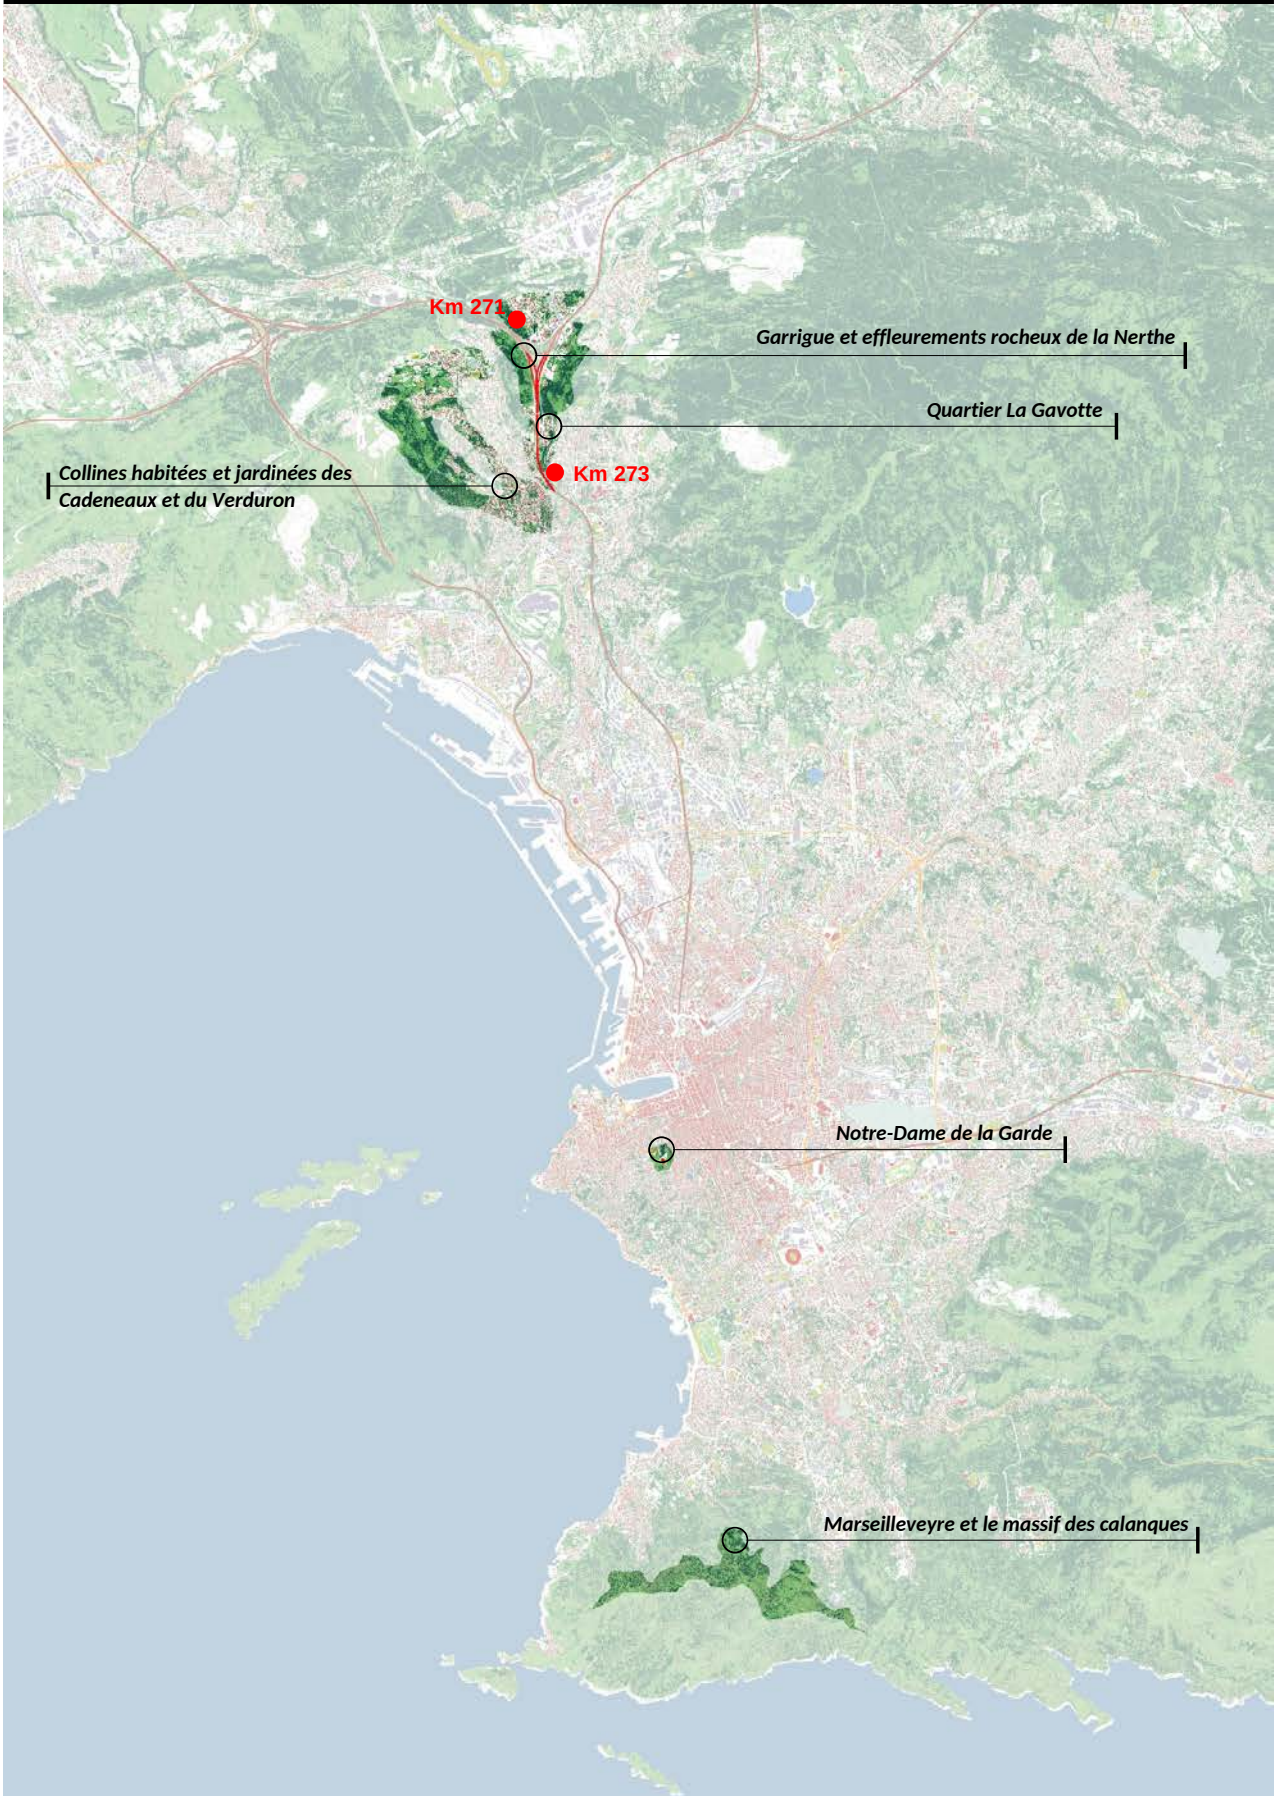 Km 271
Garrigue et effleurements rocheux de la Nerthe
Quartier La Gavotte
Km 273
Collines habitées et jardinées des
Cadeneaux et du Verduron
Notre-Dame de la Garde
Marseilleveyre et le massif des calanques